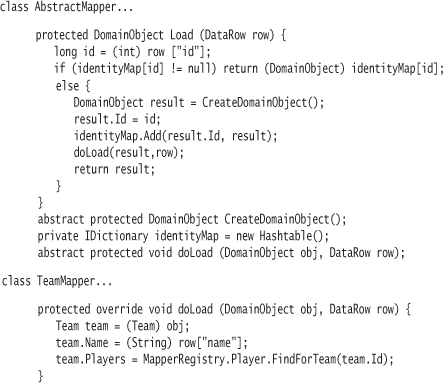 class AbstractMapper...
protected DomainObject Load (DataRow row) {
long id = (int) row ["id"];
if (identityMap[id] != null) return (DomainObject) identityMap[id];
else {
DomainObject result = CreateDomainObject();
result.Id = id;
identityMap.Add(result.Id, result);
doLoad(result,row);
return result;
}
}
abstract protected DomainObject CreateDomainObject();
private IDictionary identityMap = new Hashtable();
abstract protected void doLoad (DomainObject obj, DataRow row);
class TeamMapper...
protected override void doLoad (DomainObject obj, DataRow row) {
Team team = (Team) obj;
team.Name = (String) row["name"];
team.Players = MapperRegistry.Player.FindForTeam(team.Id);
}